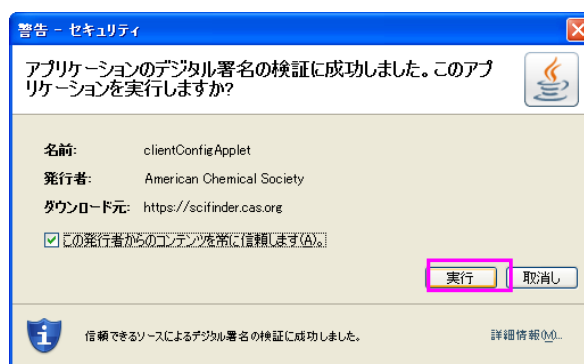 警告 - セキュリティ
アプリケーションのデジタル署名の検証に成功しました。このアプ
リケーションを実行しますか?
名前: clientConfigApplet
発行者: American Chemical Society
ダウンロード元: https://scifinder.cas.org
この発行者からのコンテンツを常に信頼します(A)。
実行 取消し
信頼できるソースによるデジタル署名の検証に成功しました。 詳細情報(M)...